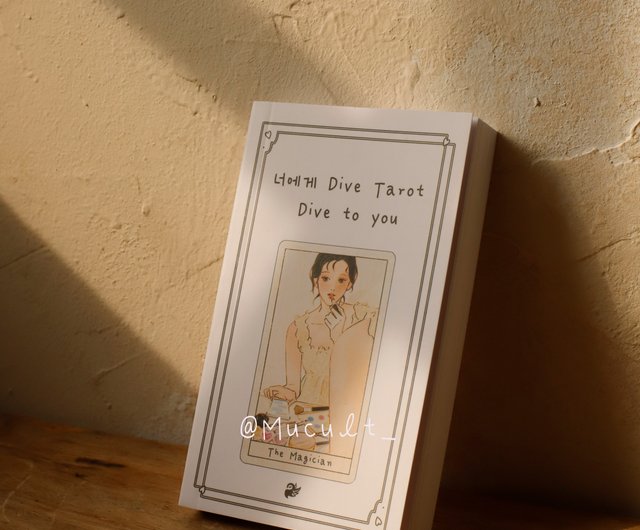 너에게 Dive Tarot
Dive to you
@Mucult_
The Magician